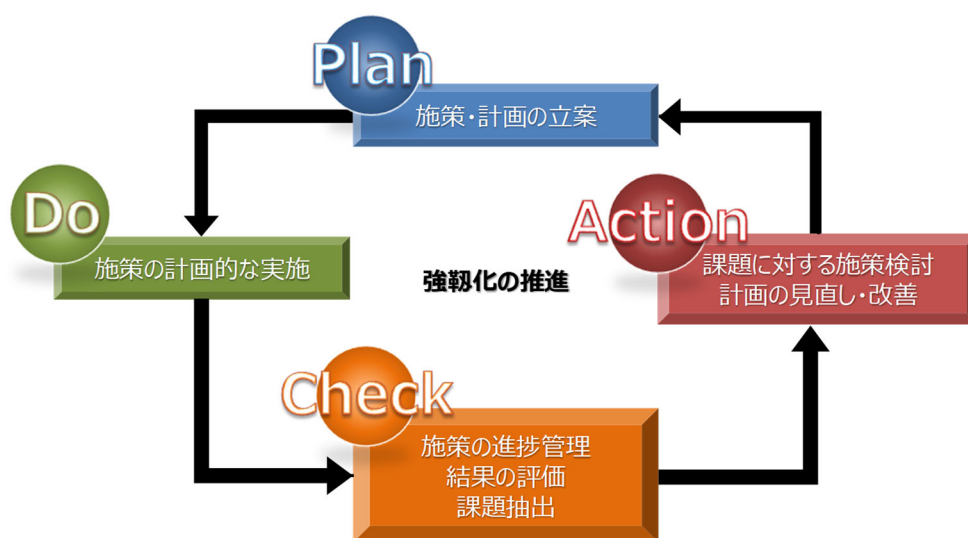 Plan
施策・計画の立案
Do
施策の計画的な実施
Action
課題に対する施策検討
計画の見直し・改善
強靱化の推進
Check
施策の進捗管理
結果の評価
課題抽出